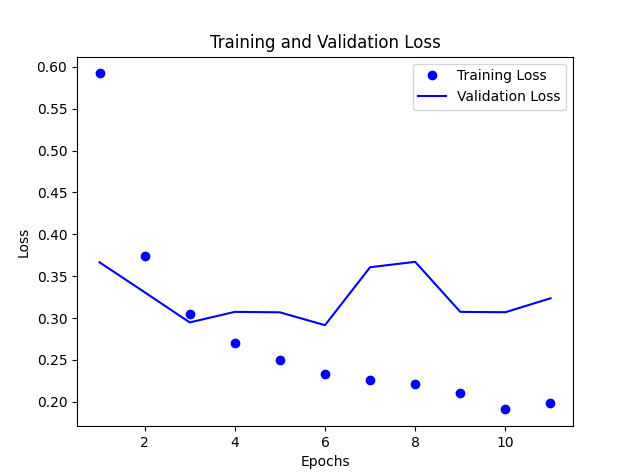 Training and Validation Loss
Training Loss
Validation Loss
0.60
0.55
0.50
0.45
0.40
0.35
0.30
0.25
0.20
Loss
2 4 6 8 10
Epochs